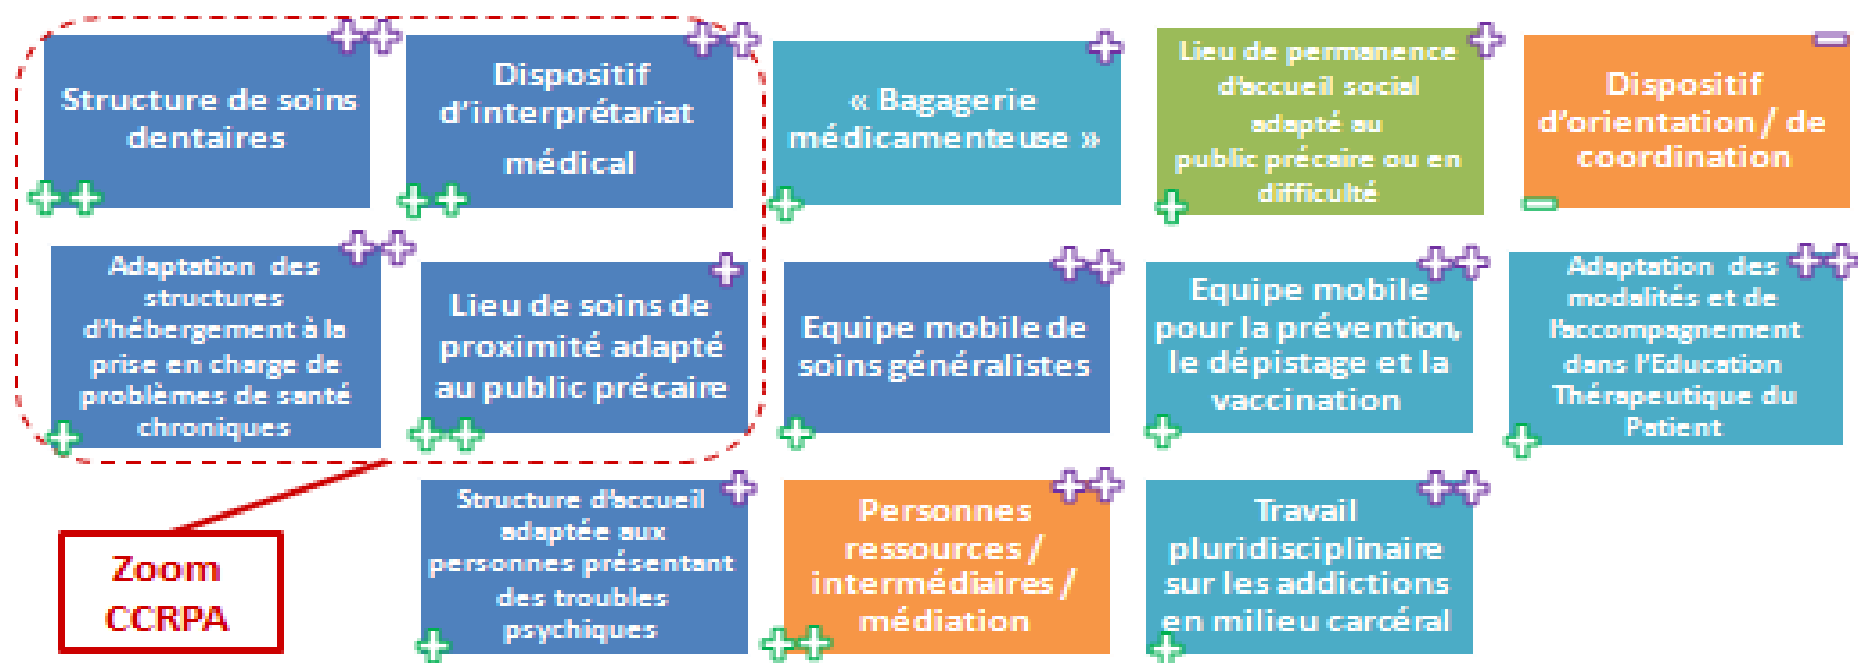 Structure de soins
dentaires
Dispositif
d'interprétariat
médical
« Bagagerie
médicamenteuse »
Lieu de permanence
d'accueil social
adapté au
public précaire ou en
difficulté
Dispositif
d'orientation / de
coordination
Adaptation des
structures
d'hébergement à la
prise en charge de
problèmes de santé
chroniques
Lieu de soins de
proximité adapté
au public précaire
Equipe mobile de
soins généralistes
Equipe mobile
pour la prévention,
le dépistage et la
vaccination
Adaptation des
modalités et de
l'accompagnement
dans l'Education
Thérapeutique du
Patient
Structure d'accueil
adaptée aux
personnes présentant
des troubles
psychiques
Personnes
ressources /
intermédiaires /
médiation
Travail
pluridisciplinaire
sur les addictions
en milieu carcéral
Zoom
CCRPA